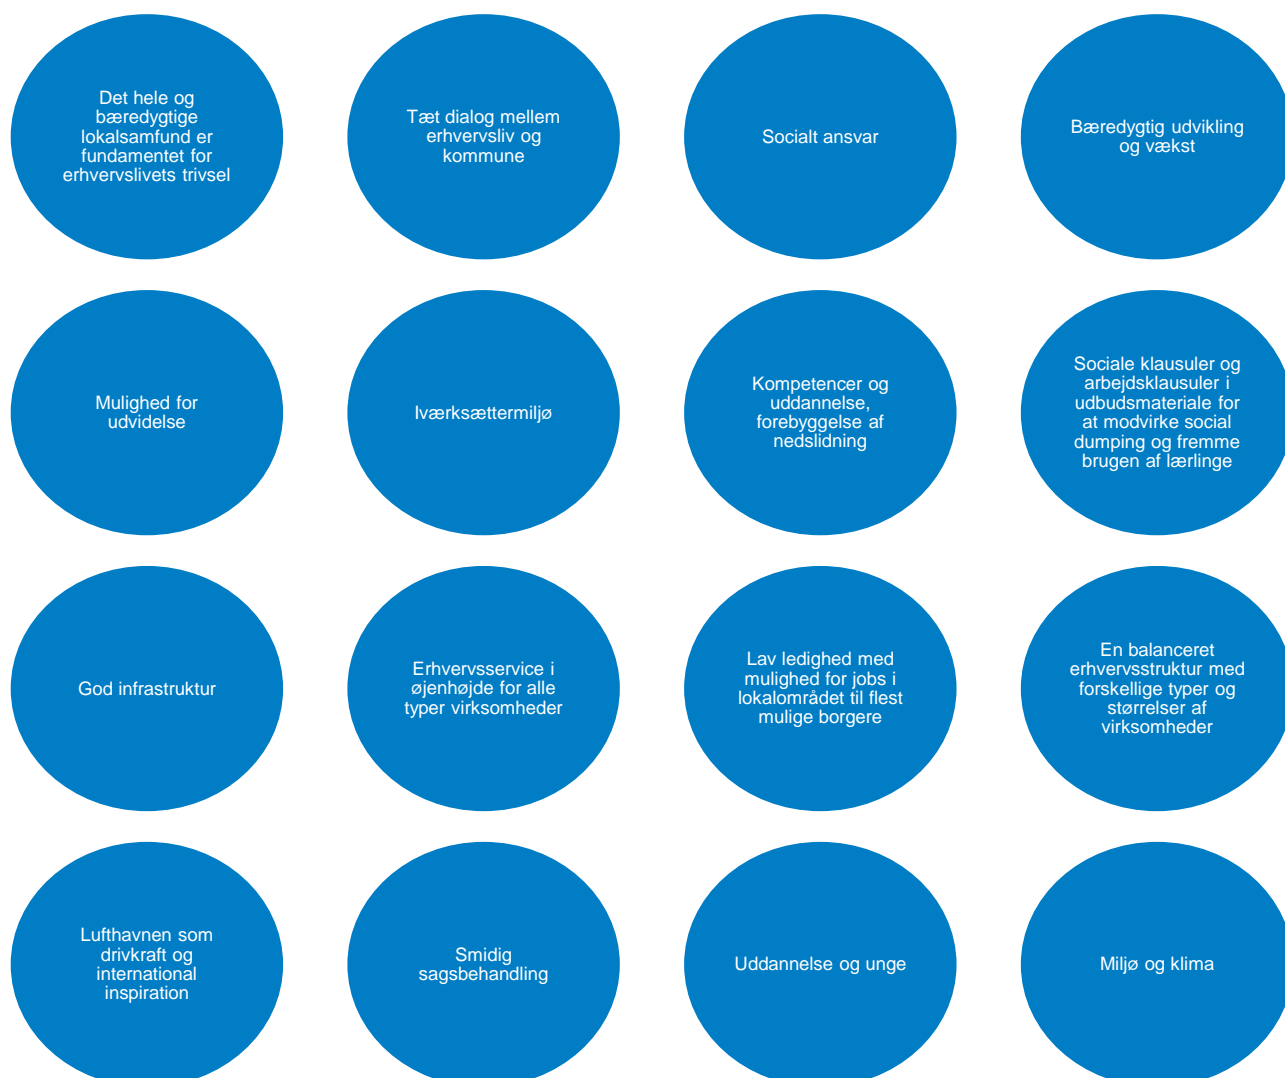 Det hele og
bæredygtige
lokalsamfund er
fundamentet for
erhvervslivets trivsel
Tæt dialog mellem
erhvervsliv og
kommune
Socialt ansvar
Bæredygtig udvikling
og vækst
Mulighed for
udvidelse
Iværksættermiljø
Kompetencer og
uddannelse,
forebyggelse af
nedslidning
Sociale klausuler og
arbejdsklausuler i
udbudsmateriale for
at modvirke social
dumping og fremme
brugen af lærlinge
God infrastruktur
Erhvervsservice i
øjenhøjde for alle
typer virksomheder
Lav ledighed med
mulighed for jobs i
lokalområdet til flest
mulige borgere
En balanceret
erhvervsstruktur med
forskellige typer og
størrelser af
virksomheder
Lufthavnen som
drivkraft og
international
inspiration
Smidig
sagsbehandling
Uddannelse og unge
Miljø og klima